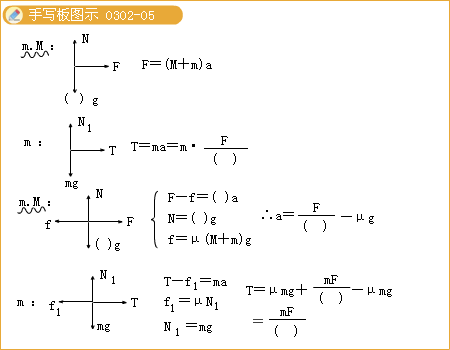 手写板图示 0302-05
m.M：
N
F
( ) g
F＝(M＋m)a
m：
N1
T
mg
T＝ma＝m·F/( )
m.M：
N
f
F
( )g
F－f＝( )a
N＝( )g
f＝μ(M＋m)g
∴a＝F/( )－μg
m：
N1
f1
T
mg
T－f1＝ma
f1＝μN1
N1＝mg
T＝μmg＋mF/( )－μmg
＝mF/( )